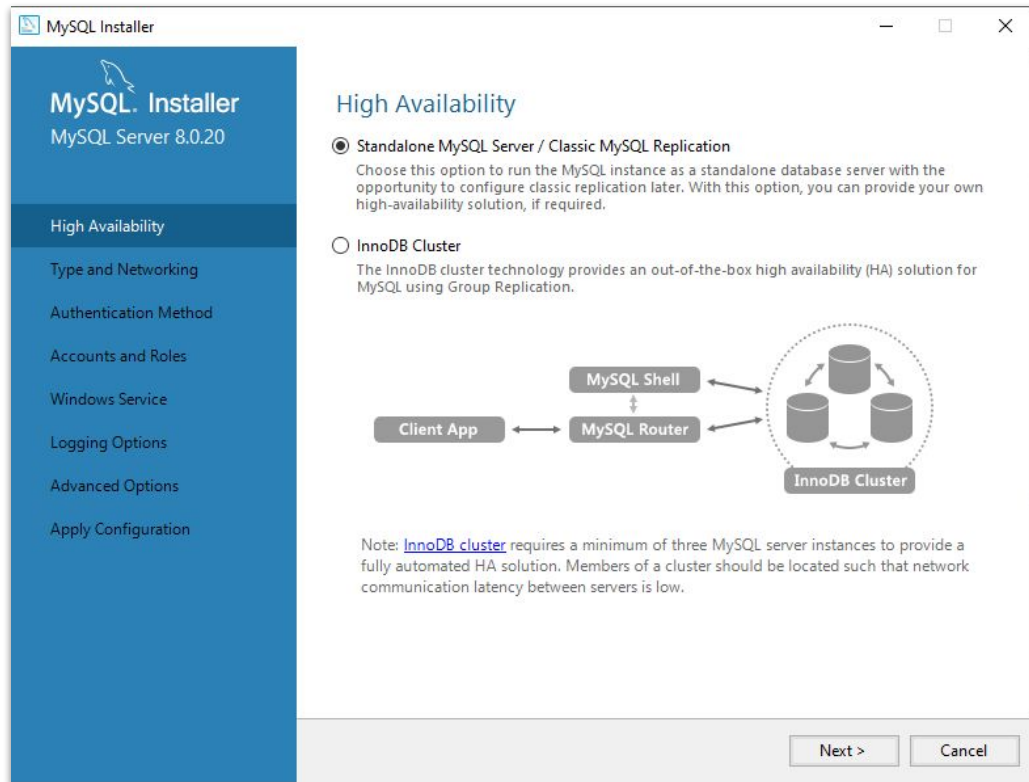 MySQL Installer
MySQL. Installer
MySQL Server 8.0.20
High Availability
Type and Networking
Authentication Method
Accounts and Roles
Windows Service
Logging Options
Advanced Options
Apply Configuration
High Availability
Standalone MySQL Server / Classic MySQL Replication
Choose this option to run the MySQL instance as a standalone database server with the
opportunity to configure classic replication later. With this option, you can provide your own
high-availability solution, if required.
InnoDB Cluster
The InnoDB cluster technology provides an out-of-the-box high availability (HA) solution for
MySQL using Group Replication.
MySQL Shell
Client App
MySQL Router
InnoDB Cluster
Note: InnoDB cluster requires a minimum of three MySQL server instances to provide a
fully automated HA solution. Members of a cluster should be located such that network
communication latency between servers is low.
Next >
Cancel